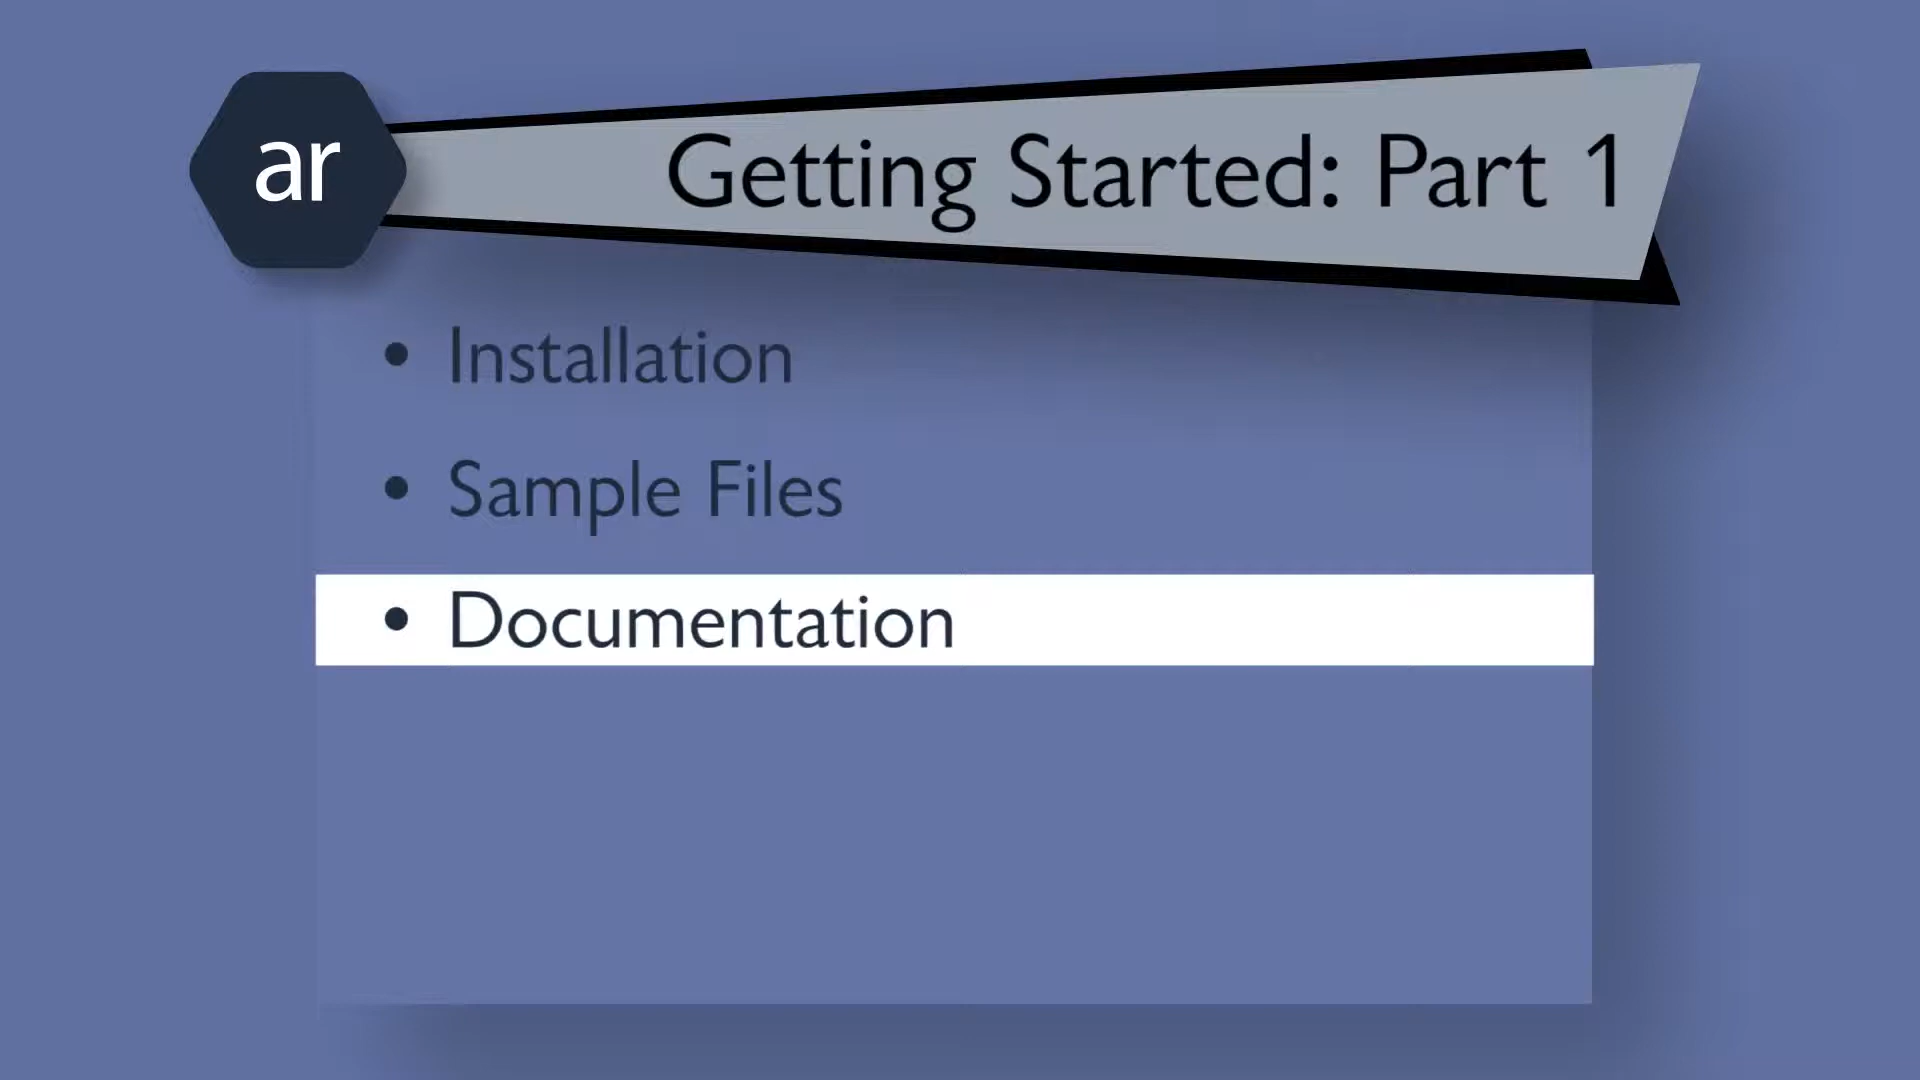 ar
Getting Started: Part 1
• Installation
• Sample Files
• Documentation